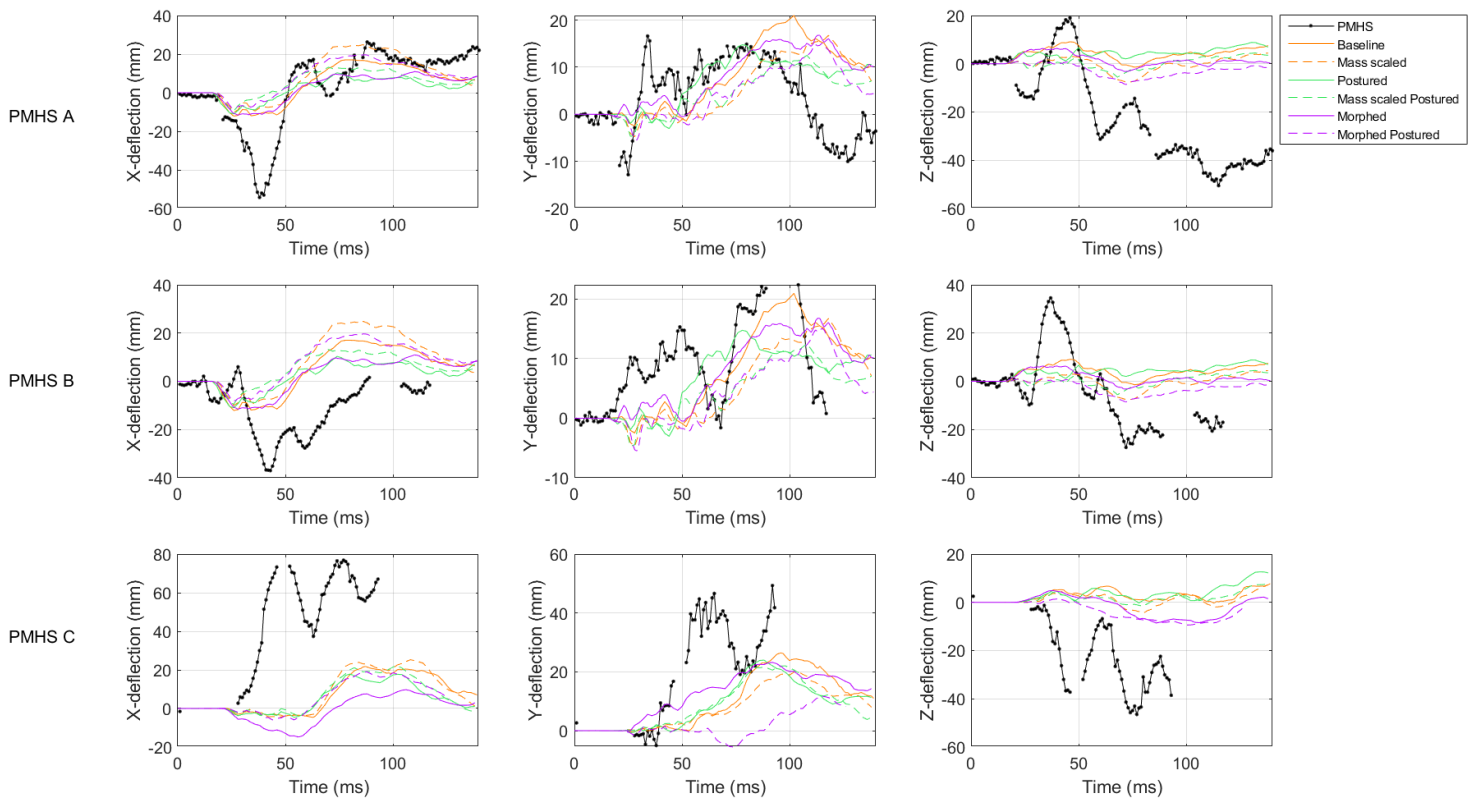 PMHS
Baseline
Mass scaled
Postured
Mass scaled Postured
Morphed
Morphed Postured
PMHS A
X-deflection (mm)
40
20
0
-20
-40
-60
0 50 100
Time (ms)
Y-deflection (mm)
20
10
0
-10
-20
0 50 100
Time (ms)
Z-deflection (mm)
20
0
-20
-40
-60
0 50 100
Time (ms)
PMHS B
X-deflection (mm)
40
20
0
-20
-40
0 50 100
Time (ms)
Y-deflection (mm)
20
10
0
-10
0 50 100
Time (ms)
Z-deflection (mm)
40
20
0
-20
-40
0 50 100
Time (ms)
PMHS C
X-deflection (mm)
80
60
40
20
0
-20
0 50 100
Time (ms)
Y-deflection (mm)
60
40
20
0
0 50 100
Time (ms)
Z-deflection (mm)
20
0
-20
-40
-60
0 50 100
Time (ms)